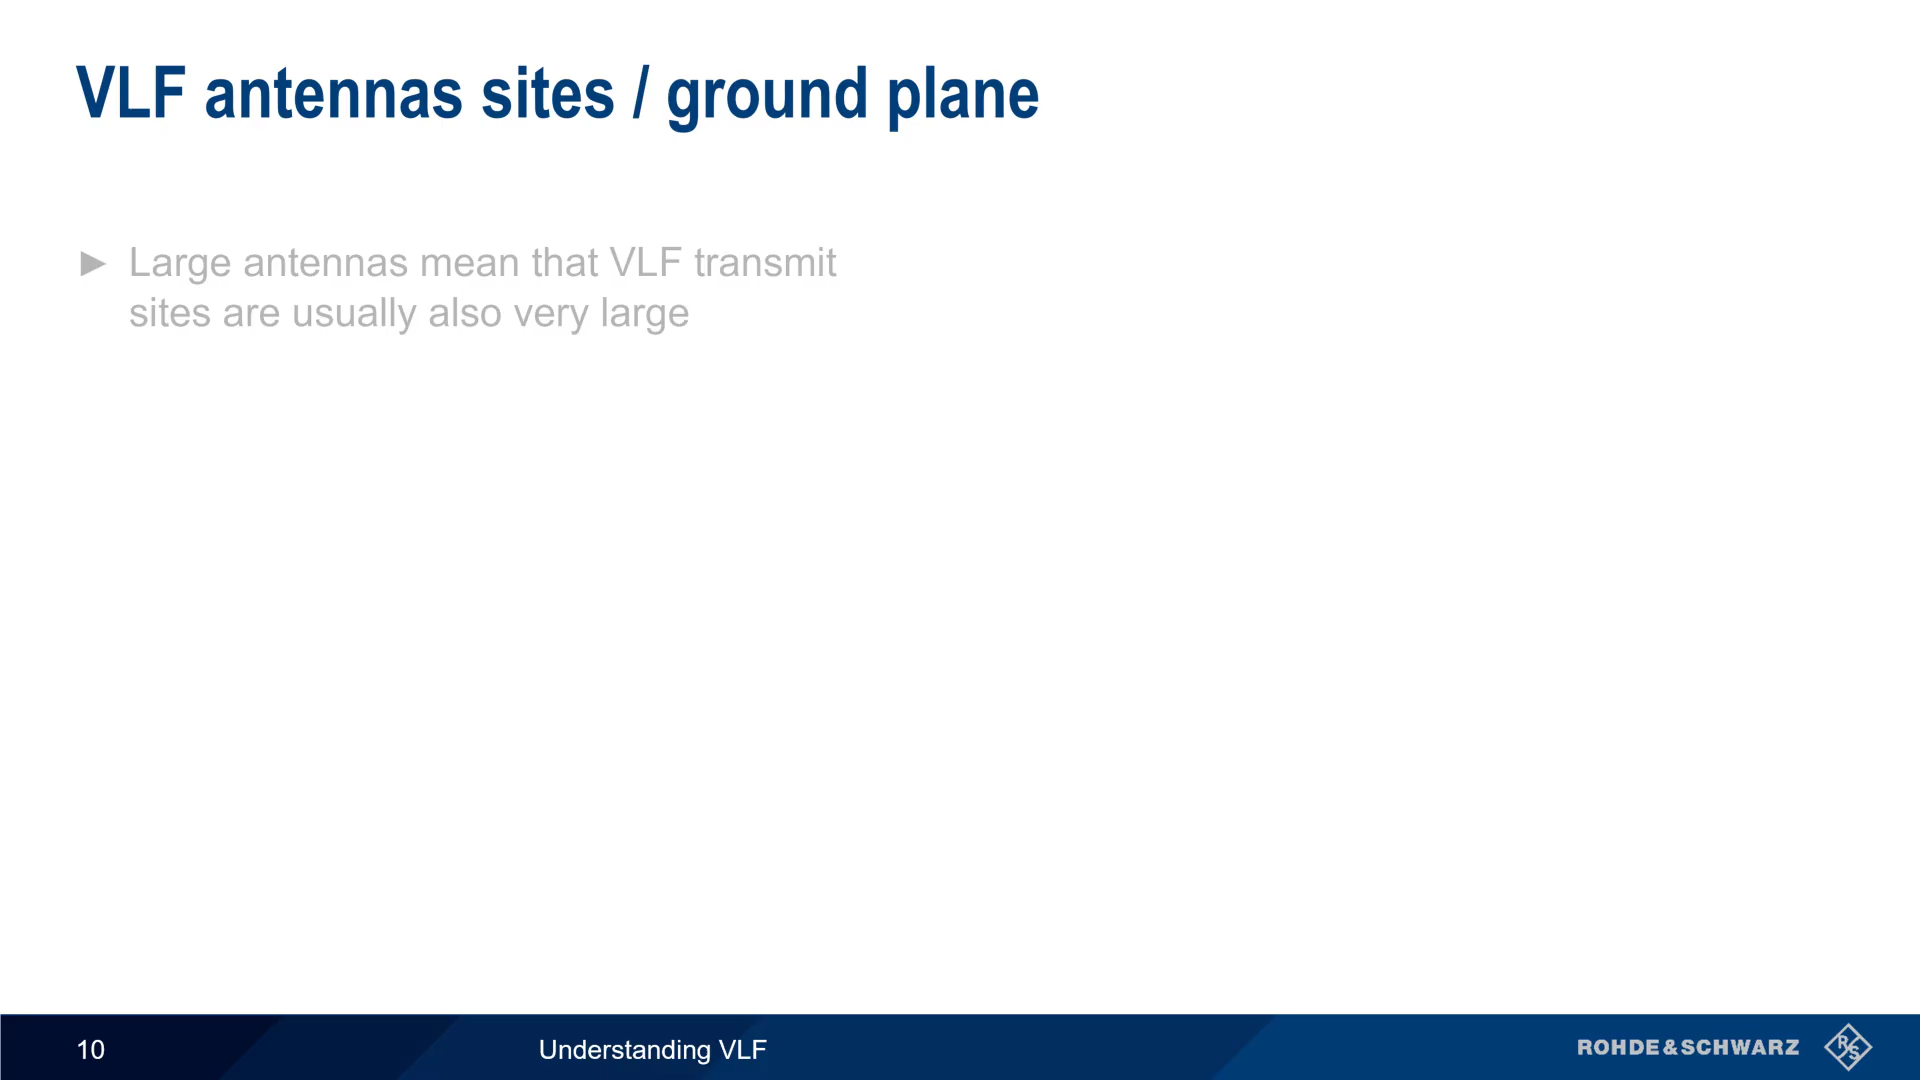 VLF antennas sites / ground plane
► Large antennas mean that VLF transmit
sites are usually also very large
10
Understanding VLF
ROHDE&SCHWARZ
R&S